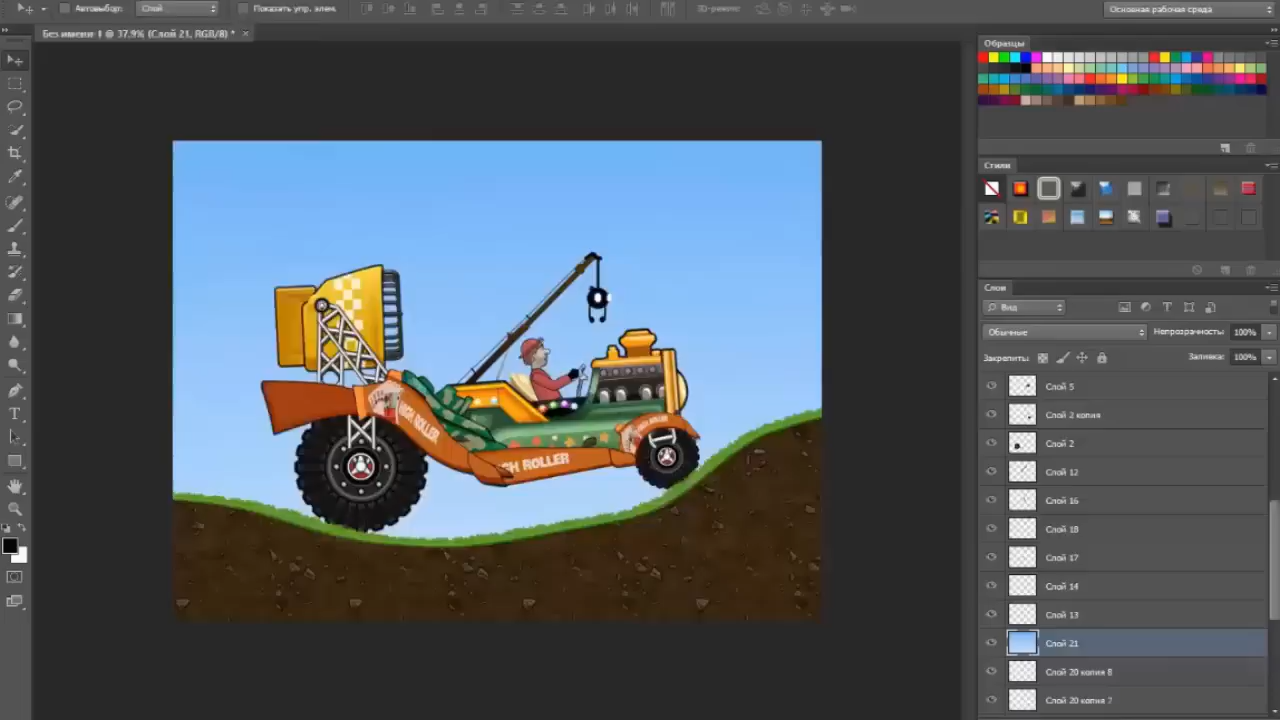 Автовыбор: Слой Показать упр. элем. 3D-режим: Основная рабочая среда
Без имени-1 @ 37,9% (Слой 21, RGB/8) *
Образцы
Стили
Слои
Вид
Обычные Непрозрачность: 100%
Закрепить: Заливка: 100%
Слой 5
Слой 2 копия
Слой 2
Слой 12
Слой 16
Слой 18
Слой 17
Слой 14
Слой 13
Слой 21
Слой 20 копия 8
Слой 20 копия 7
HIGH ROLLER
HIGH ROLLER